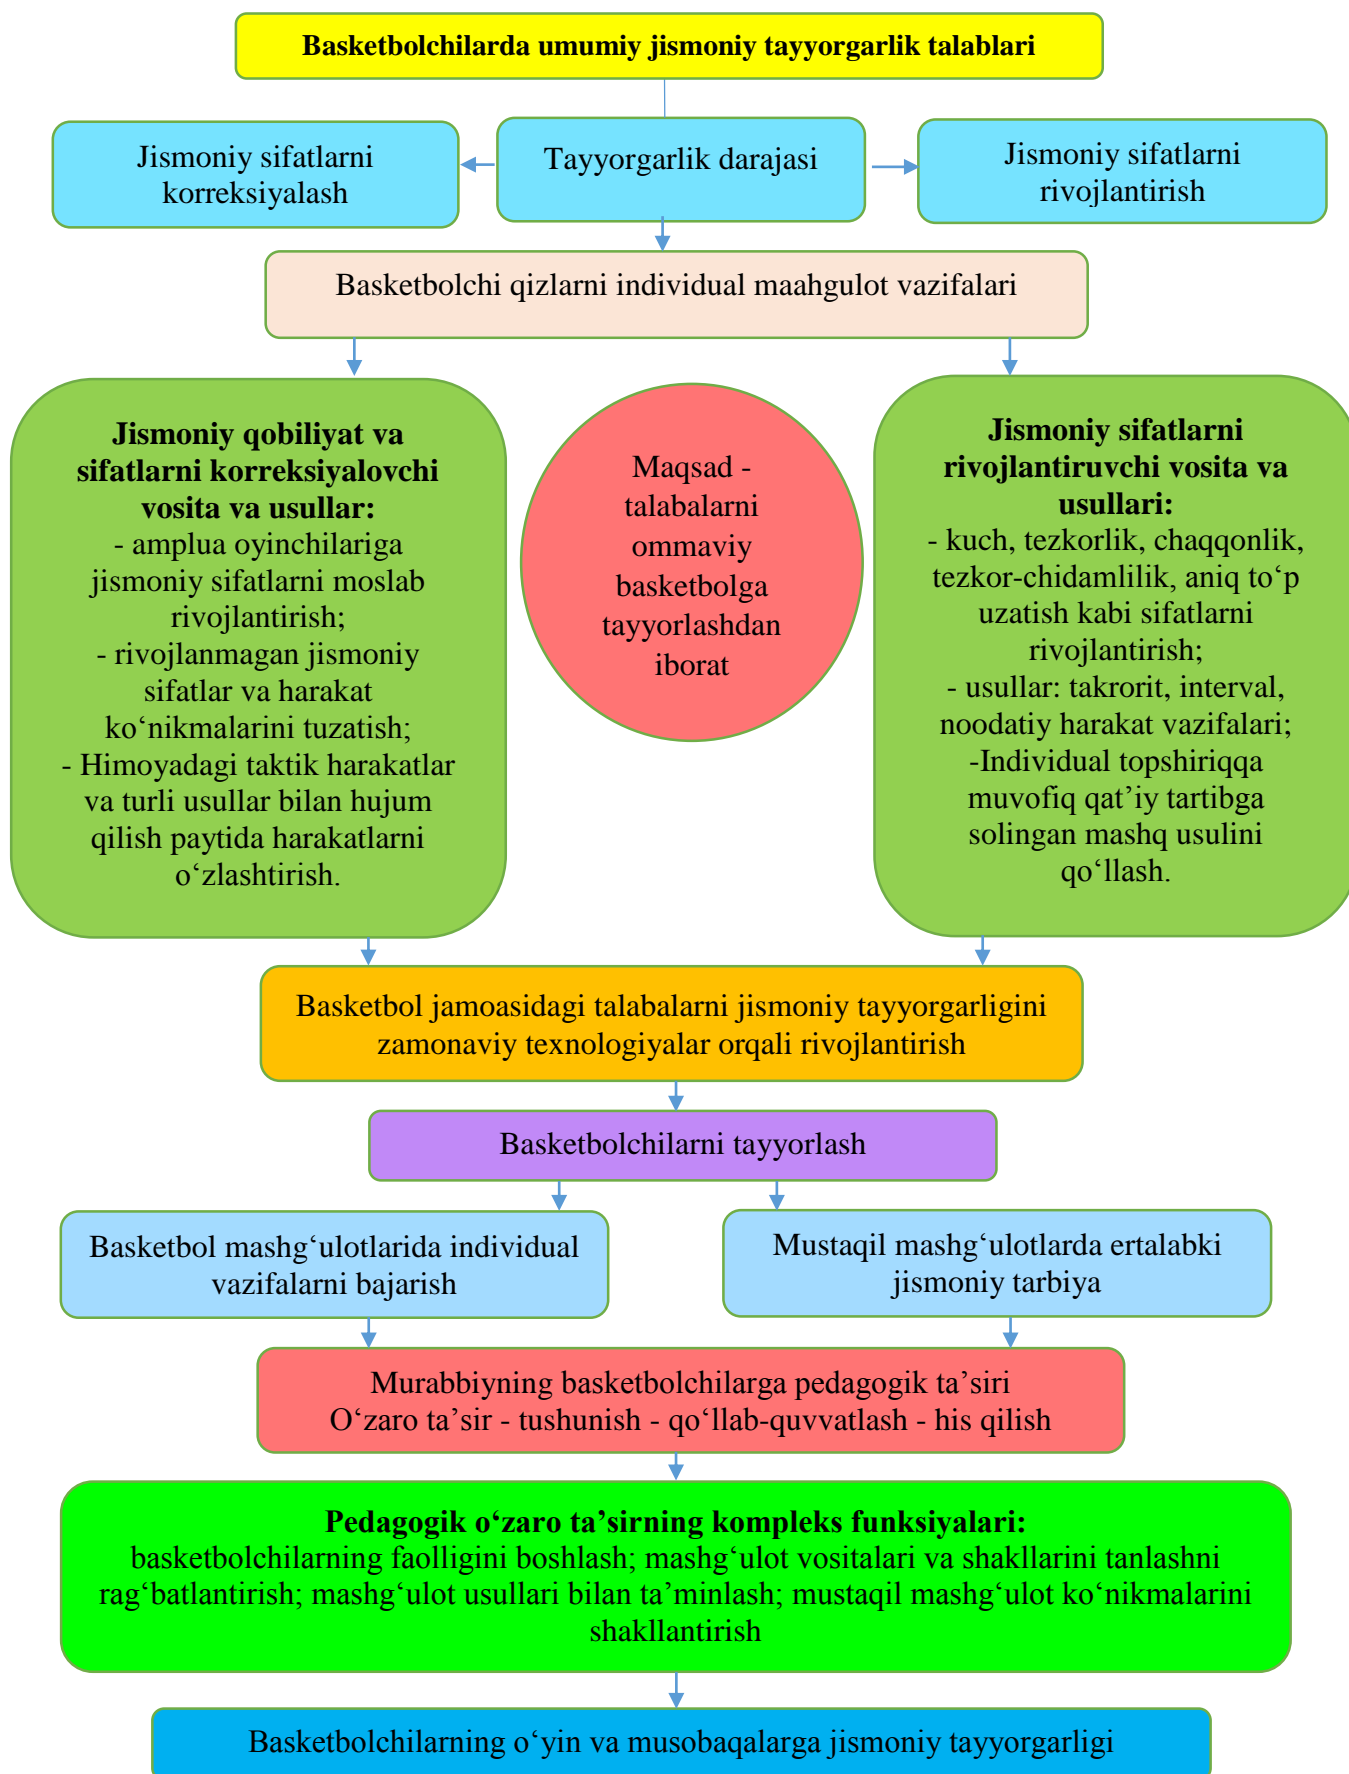 Basketbolchilarda umumiy jismoniy tayyorgarlik talablari
Jismoniy sifatlarni
korreksiyalash
Tayyorgarlik darajasi
Jismoniy sifatlarni
rivojlantirish
Basketbolchi qizlarni individual maahgulot vazifalari
Jismoniy qobiliyat va
sifatlarni korreksiyalovchi
vosita va usullar:
- amplua oyinchilariga
jismoniy sifatlarni moslab
rivojlantirish;
- rivojlanmagan jismoniy
sifatlar va harakat
ko‘nikmalarini tuzatish;
- Himoyadagi taktik harakatlar
va turli usullar bilan hujum
qilish paytida harakatlarni
o‘zlashtirish.
Maqsad -
talabalarni
ommaviy
basketbolga
tayyorlashdan
iborat
Jismoniy sifatlarni
rivojlantiruvchi vosita va
usullari:
- kuch, tezkorlik, chaqqonlik,
tezkor-chidamlilik, aniq to‘p
uzatish kabi sifatlarni
rivojlantirish;
- usullar: takrorit, interval,
noodatiy harakat vazifalari;
-Individual topshiriqqa
muvofiq qat’iy tartibga
solingan mashq usulini
qo‘llash.
Basketbol jamoasidagi talabalarni jismoniy tayyorgarligini
zamonaviy texnologiyalar orqali rivojlantirish
Basketbolchilarni tayyorlash
Basketbol mashg‘ulotlarida individual
vazifalarni bajarish
Mustaqil mashg‘ulotlarda ertalabki
jismoniy tarbiya
Murabbiyning basketbolchilarga pedagogik ta’siri
O‘zaro ta’sir - tushunish - qo‘llab-quvvatlash - his qilish
Pedagogik o‘zaro ta’sirning kompleks funksiyalari:
basketbolchilarning faolligini boshlash; mashg‘ulot vositalari va shakllarini tanlashni
rag‘batlantirish; mashg‘ulot usullari bilan ta’minlash; mustaqil mashg‘ulot ko‘nikmalarini
shakllantirish
Basketbolchilarning o‘yin va musobaqalarga jismoniy tayyorgarligi